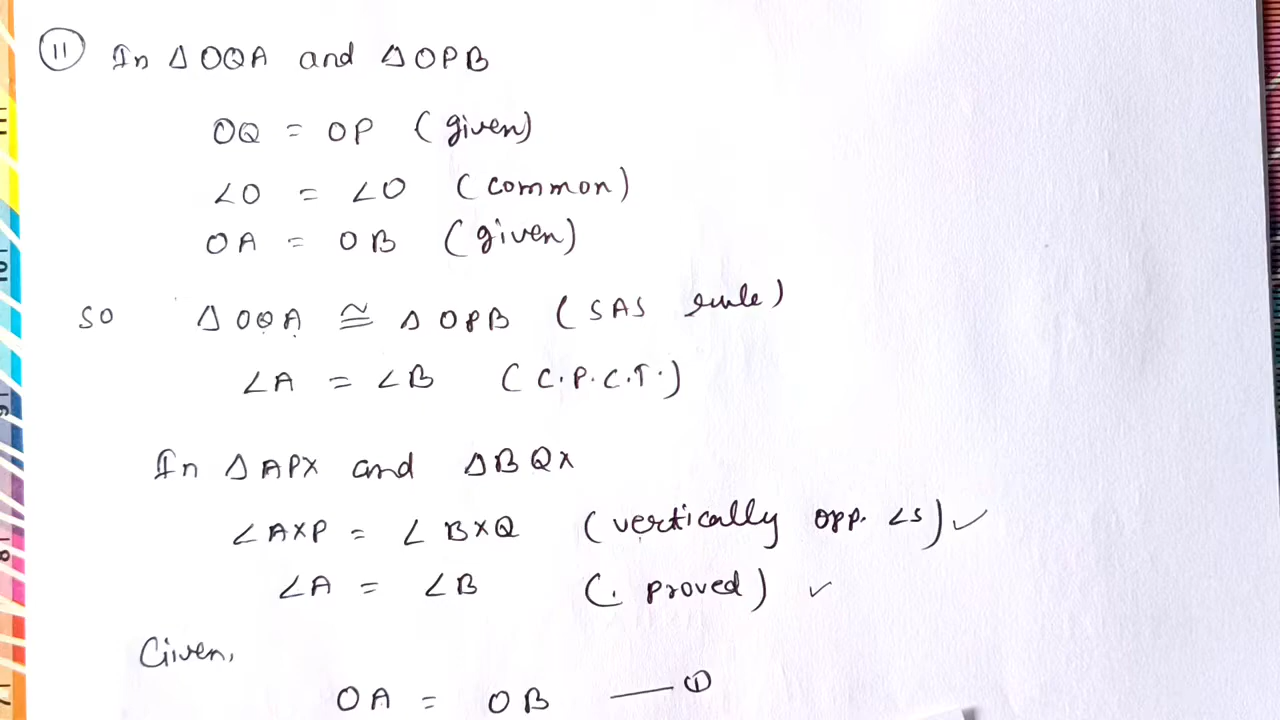 11 In Δ OQA and Δ OPB
OQ = OP (given)
∠O = ∠O (common)
OA = OB (given)
SO Δ OQA ≅ Δ OPB (SAS rule)
∠A = ∠B (C.P.C.T.)
In Δ APX and Δ BQX
∠AXP = ∠BXQ (vertically opp. ∠s) ✓
∠A = ∠B (. proved) ✓
Given,
OA = OB — 1